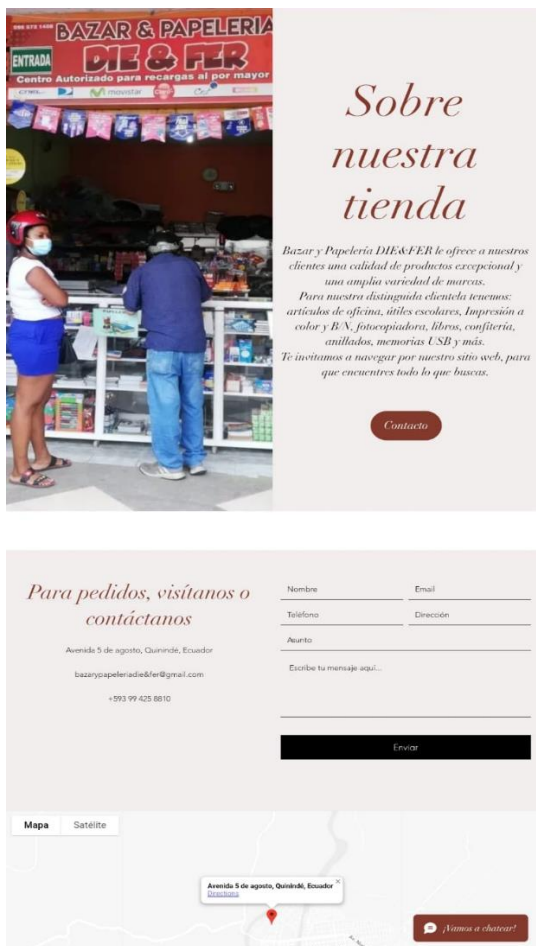 BAZAR & PAPELERIA
ENTRADA
DIE & FER
Centro Autorizado para recargas al por mayor
movistar
Claro
Sobre
nuestra
tienda
Bazar y Papelería DIE&FER le ofrece a nuestros
clientes una calidad de productos excepcional y
una amplia variedad de marcas.
Para nuestra distinguida clientela tenemos:
artículos de oficina, útiles escolares, Impresión a
color y B/N, fotocopiadora, libros, confitería,
anillados, memorias USB y más.
Te invitamos a navegar por nuestro sitio web, para
que encuentres todo lo que buscas.
Contacto
Para pedidos, visítanos o
contáctanos
Avenida 5 de agosto, Quinindé, Ecuador
bazarypapeleriadie&fer@gmail.com
+593 99 425 8810
Nombre
Email
Teléfono
Dirección
Asunto
Escribe tu mensaje aquí...
Enviar
Mapa
Satélite
Avenida 5 de agosto, Quinindé, Ecuador
Directions
¡Vamos a chatear!